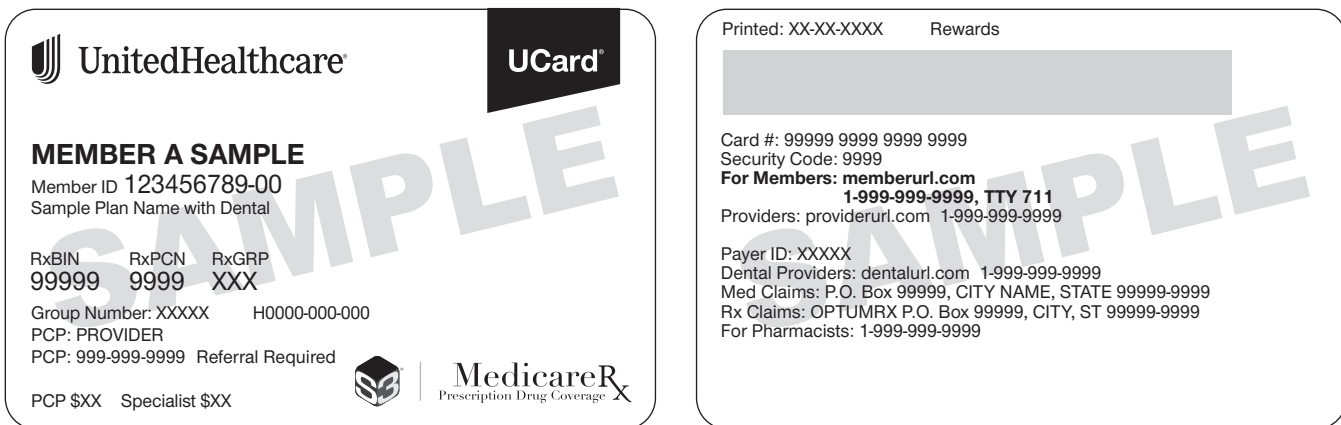 UnitedHealthcare®
UCard®
SAMPLE
MEMBER A SAMPLE
Member ID 123456789-00
Sample Plan Name with Dental
RxBIN RxPCN RxGRP
99999 9999 XXX
Group Number: XXXXX H0000-000-000
PCP: PROVIDER
PCP: 999-999-9999 Referral Required
PCP $XX Specialist $XX
S3®
MedicareRx
Prescription Drug Coverage
Printed: XX-XX-XXXX Rewards
SAMPLE
Card #: 99999 9999 9999 9999
Security Code: 9999
For Members: memberurl.com
1-999-999-9999, TTY 711
Providers: providerurl.com 1-999-999-9999
Payer ID: XXXXX
Dental Providers: dentalurl.com 1-999-999-9999
Med Claims: P.O. Box 99999, CITY NAME, STATE 99999-9999
Rx Claims: OPTUMRX P.O. Box 99999, CITY, ST 99999-9999
For Pharmacists: 1-999-999-9999